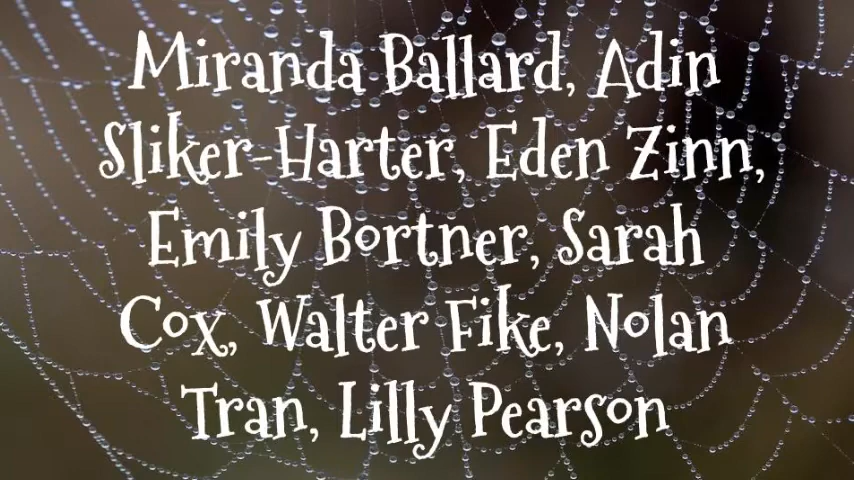 Miranda Ballard, Adin
Sliker-Harter, Eden Zinn,
Emily Bortner, Sarah
Cox, Walter Fike, Nolan
Tran, Lilly Pearson